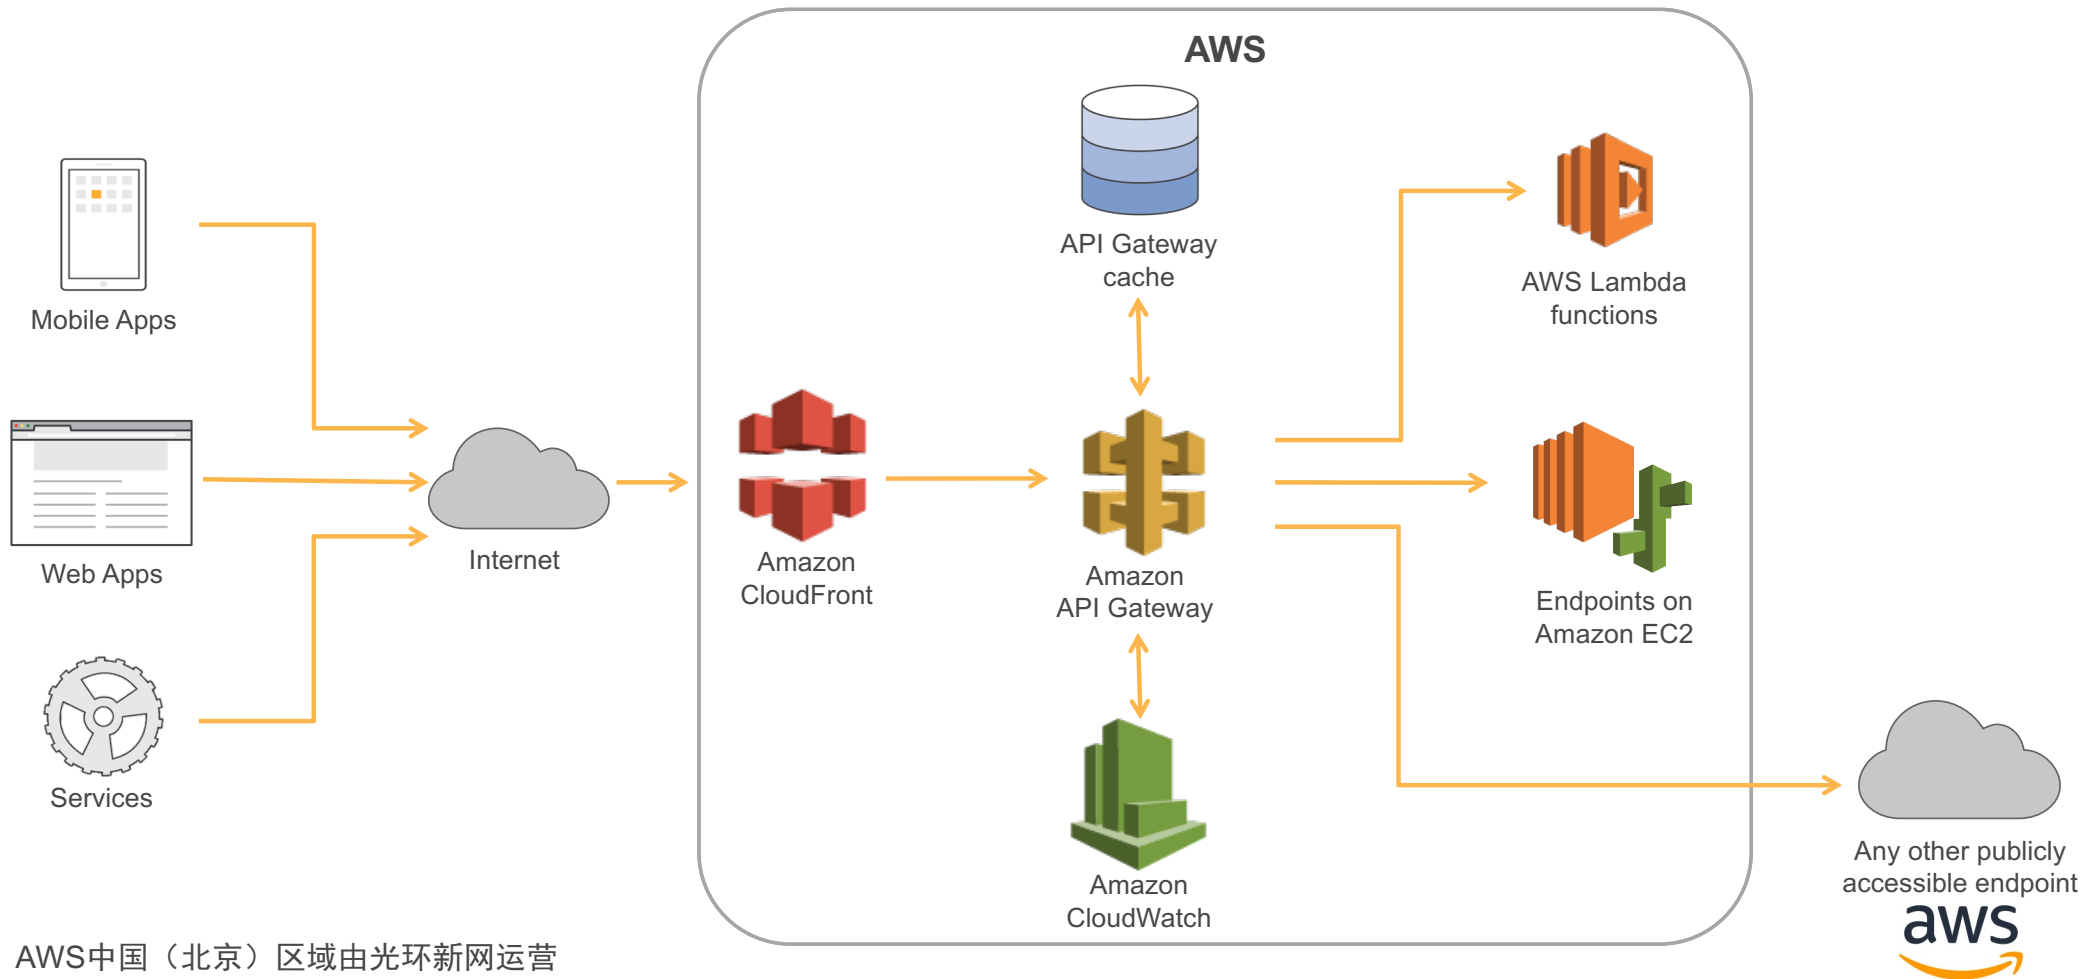 AWS
API Gateway
cache
Mobile Apps
AWS Lambda
functions
Web Apps
Internet
Amazon
CloudFront
Amazon
API Gateway
Endpoints on
Amazon EC2
Services
Amazon
CloudWatch
Any other publicly
accessible endpoint
aws
AWS中国（北京）区域由光环新网运营